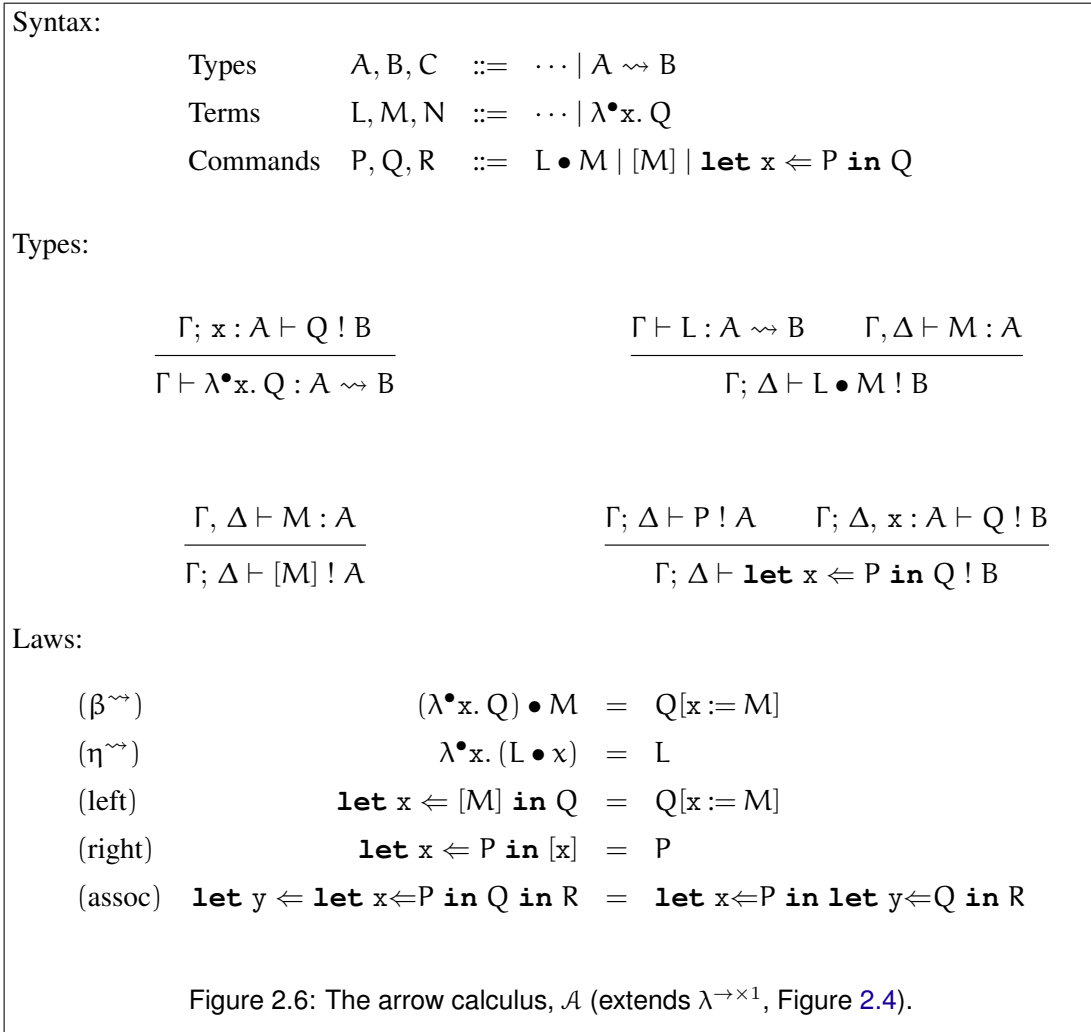 Syntax:
Types A, B, C ::= ··· | A ⇝ B
Terms L, M, N ::= ··· | λ•x. Q
Commands P, Q, R ::= L • M | [M] | let x ⇐ P in Q
Types:
Γ; x : A ⊢ Q ! B
Γ ⊢ λ•x. Q : A ⇝ B
Γ ⊢ L : A ⇝ B Γ, Δ ⊢ M : A
Γ; Δ ⊢ L • M ! B
Γ, Δ ⊢ M : A
Γ; Δ ⊢ [M] ! A
Γ; Δ ⊢ P ! A Γ; Δ, x : A ⊢ Q ! B
Γ; Δ ⊢ let x ⇐ P in Q ! B
Laws:
(β⇝) (λ•x. Q) • M = Q[x := M]
(η⇝) λ•x. (L • x) = L
(left) let x ⇐ [M] in Q = Q[x := M]
(right) let x ⇐ P in [x] = P
(assoc) let y ⇐ let x⇐P in Q in R = let x⇐P in let y⇐Q in R
Figure 2.6: The arrow calculus, 𝒜 (extends λ→×1, Figure 2.4).